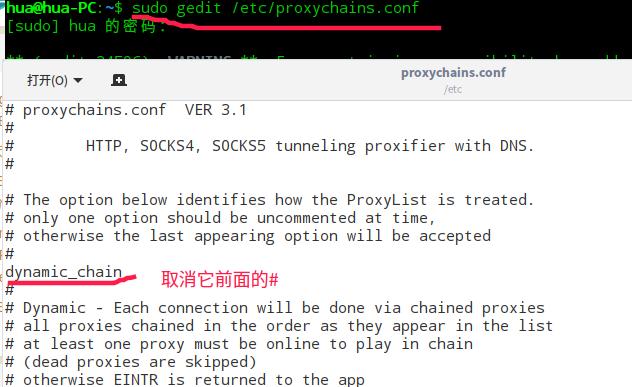 hua@hua-PC:~$ sudo gedit /etc/proxychains.conf
[sudo] hua 的密码：
打开(O)
proxychains.conf
/etc
# proxychains.conf  VER 3.1
#
#        HTTP, SOCKS4, SOCKS5 tunneling proxifier with DNS.
#
# The option below identifies how the ProxyList is treated.
# only one option should be uncommented at time,
# otherwise the last appearing option will be accepted
#
dynamic_chain 取消它前面的#
#
# Dynamic - Each connection will be done via chained proxies
# all proxies chained in the order as they appear in the list
# at least one proxy must be online to play in chain
# (dead proxies are skipped)
# otherwise EINTR is returned to the app